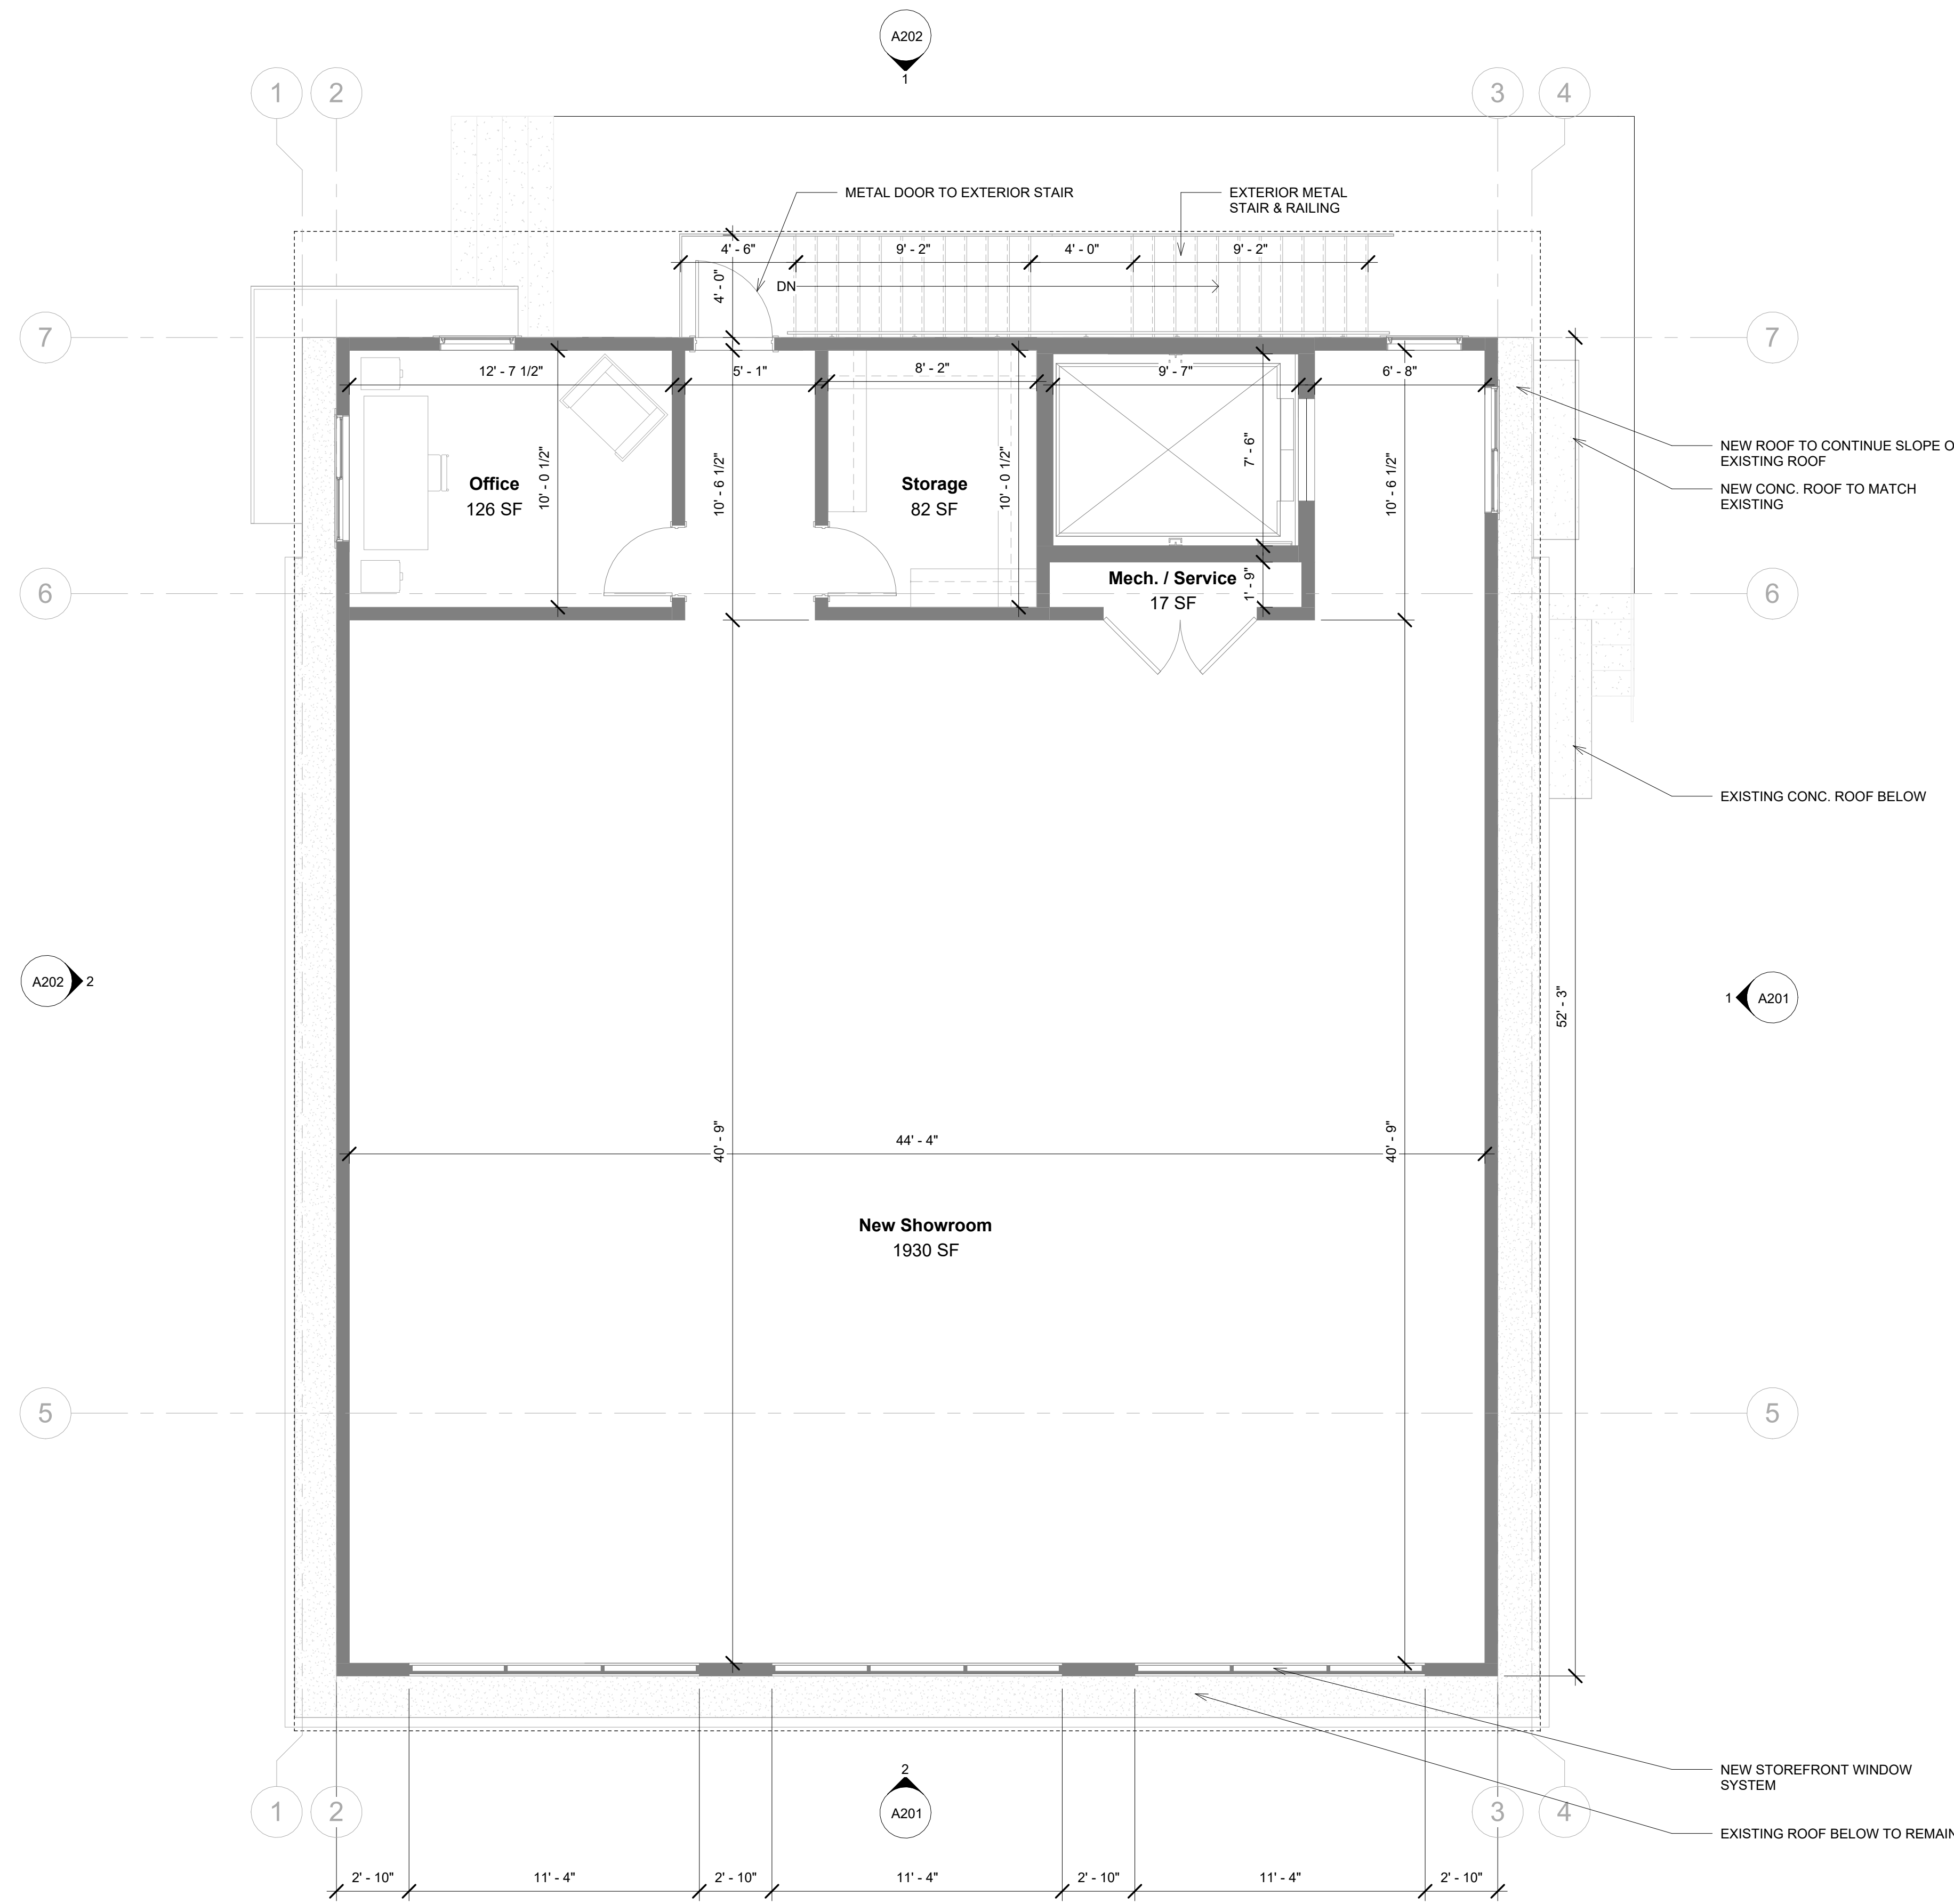 A202
1
1
2
3
4
METAL DOOR TO EXTERIOR STAIR
EXTERIOR METAL
STAIR & RAILING
4' - 6"
9' - 2"
4' - 0"
9' - 2"
4' - 0"
DN
7
7
12' - 7 1/2"
5' - 1"
8' - 2"
9' - 7"
6' - 8"
NEW ROOF TO CONTINUE SLOPE O
EXISTING ROOF
NEW CONC. ROOF TO MATCH
EXISTING
Office
126 SF
10' - 0 1/2"
10' - 6 1/2"
Storage
82 SF
10' - 0 1/2"
7' - 6"
10' - 6 1/2"
Mech. / Service
17 SF
1' - 9"
6
6
EXISTING CONC. ROOF BELOW
A202
2
1
A201
52' - 3"
40' - 9"
44' - 4"
40' - 9"
New Showroom
1930 SF
5
5
NEW STOREFRONT WINDOW
SYSTEM
2
A201
1
2
3
4
EXISTING ROOF BELOW TO REMAIN
2' - 10"
11' - 4"
2' - 10"
11' - 4"
2' - 10"
11' - 4"
2' - 10"